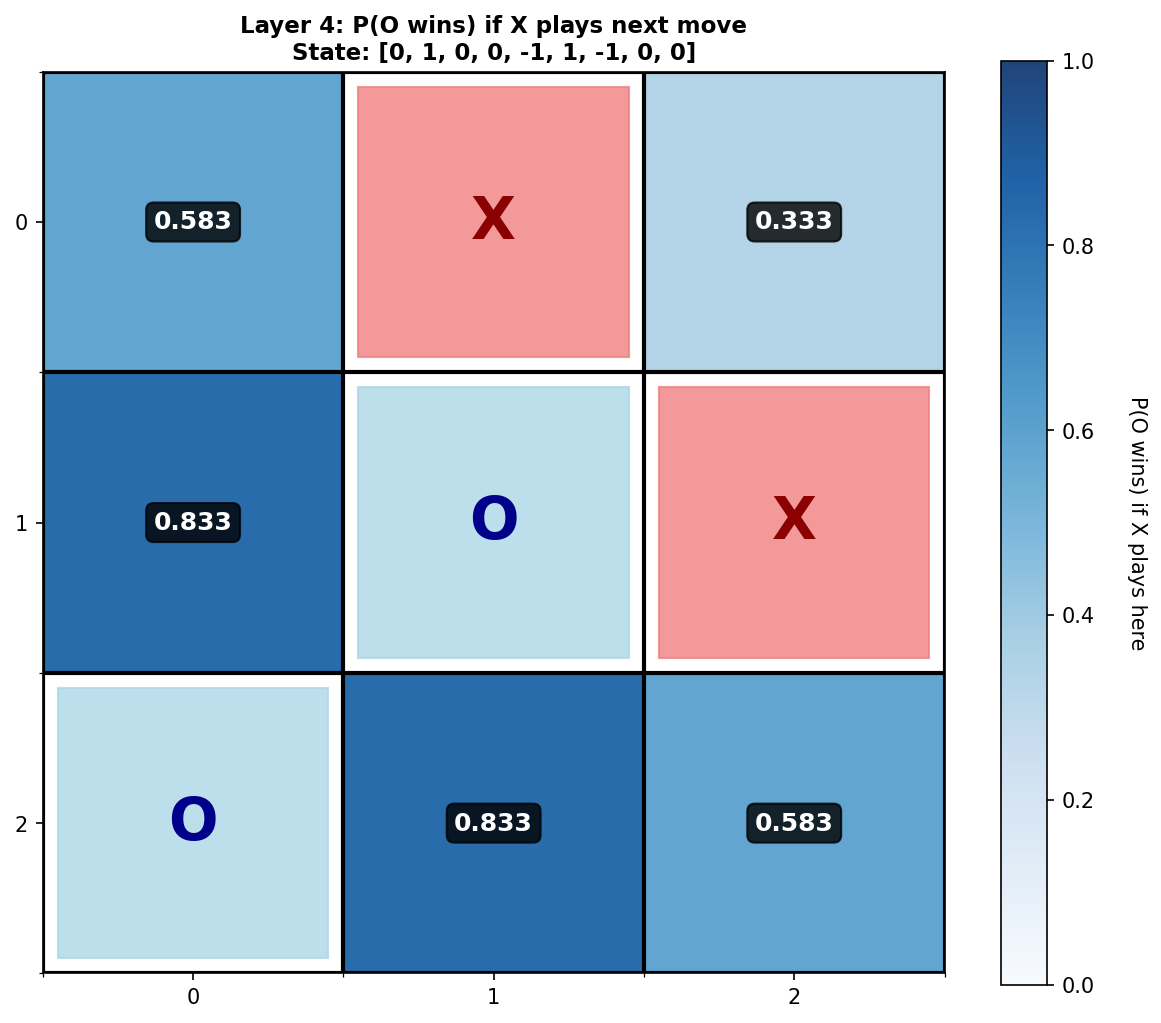 Layer 4: P(O wins) if X plays next move
State: [0, 1, 0, 0, -1, 1, -1, 0, 0]
0.583 X 0.333
0.833 O X
O 0.833 0.583
0
1
2
0 1 2
1.0
0.8
0.6
0.4
0.2
0.0
P(O wins) if X plays here